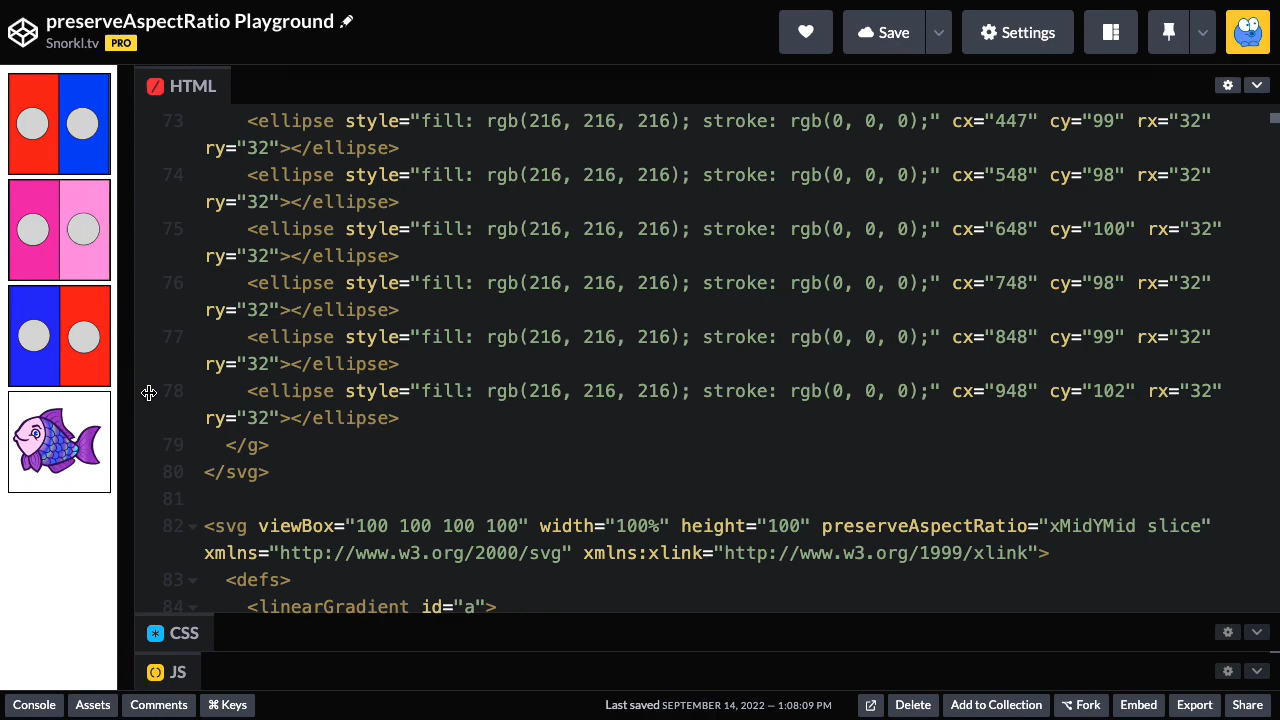 preserveAspectRatio Playground
Snorkl.tv PRO
Save
Settings
HTML
73 <ellipse style="fill: rgb(216, 216, 216); stroke: rgb(0, 0, 0);" cx="447" cy="99" rx="32"
ry="32"></ellipse>
74 <ellipse style="fill: rgb(216, 216, 216); stroke: rgb(0, 0, 0);" cx="548" cy="98" rx="32"
ry="32"></ellipse>
75 <ellipse style="fill: rgb(216, 216, 216); stroke: rgb(0, 0, 0);" cx="648" cy="100" rx="32"
ry="32"></ellipse>
76 <ellipse style="fill: rgb(216, 216, 216); stroke: rgb(0, 0, 0);" cx="748" cy="98" rx="32"
ry="32"></ellipse>
77 <ellipse style="fill: rgb(216, 216, 216); stroke: rgb(0, 0, 0);" cx="848" cy="99" rx="32"
ry="32"></ellipse>
78 <ellipse style="fill: rgb(216, 216, 216); stroke: rgb(0, 0, 0);" cx="948" cy="102" rx="32"
ry="32"></ellipse>
79 </g>
80 </svg>
81
82 <svg viewBox="100 100 100 100" width="100%" height="100" preserveAspectRatio="xMidYMid slice"
xmlns="http://www.w3.org/2000/svg" xmlns:xlink="http://www.w3.org/1999/xlink">
83 <defs>
84 <linearGradient id="a">
CSS
JS
Console Assets Comments ⌘ Keys Last saved SEPTEMBER 14, 2022 — 1:08:09 PM Delete Add to Collection ⌥ Fork Embed Export Share